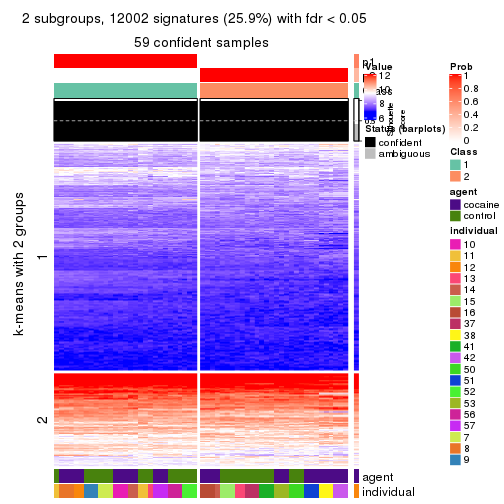 2 subgroups, 12002 signatures (25.9%) with fdr < 0.05
59 confident samples
p1
Value
12
10
8
6
Silhouette
score
Status (barplots)
confident
ambiguous
Prob
1
0.8
0.6
0.4
0.2
0
Class
1
2
agent
cocaine
control
individual
10
11
12
13
14
15
16
37
38
41
42
50
51
52
53
56
57
7
8
9
k-means with 2 groups
1
2
agent
individual